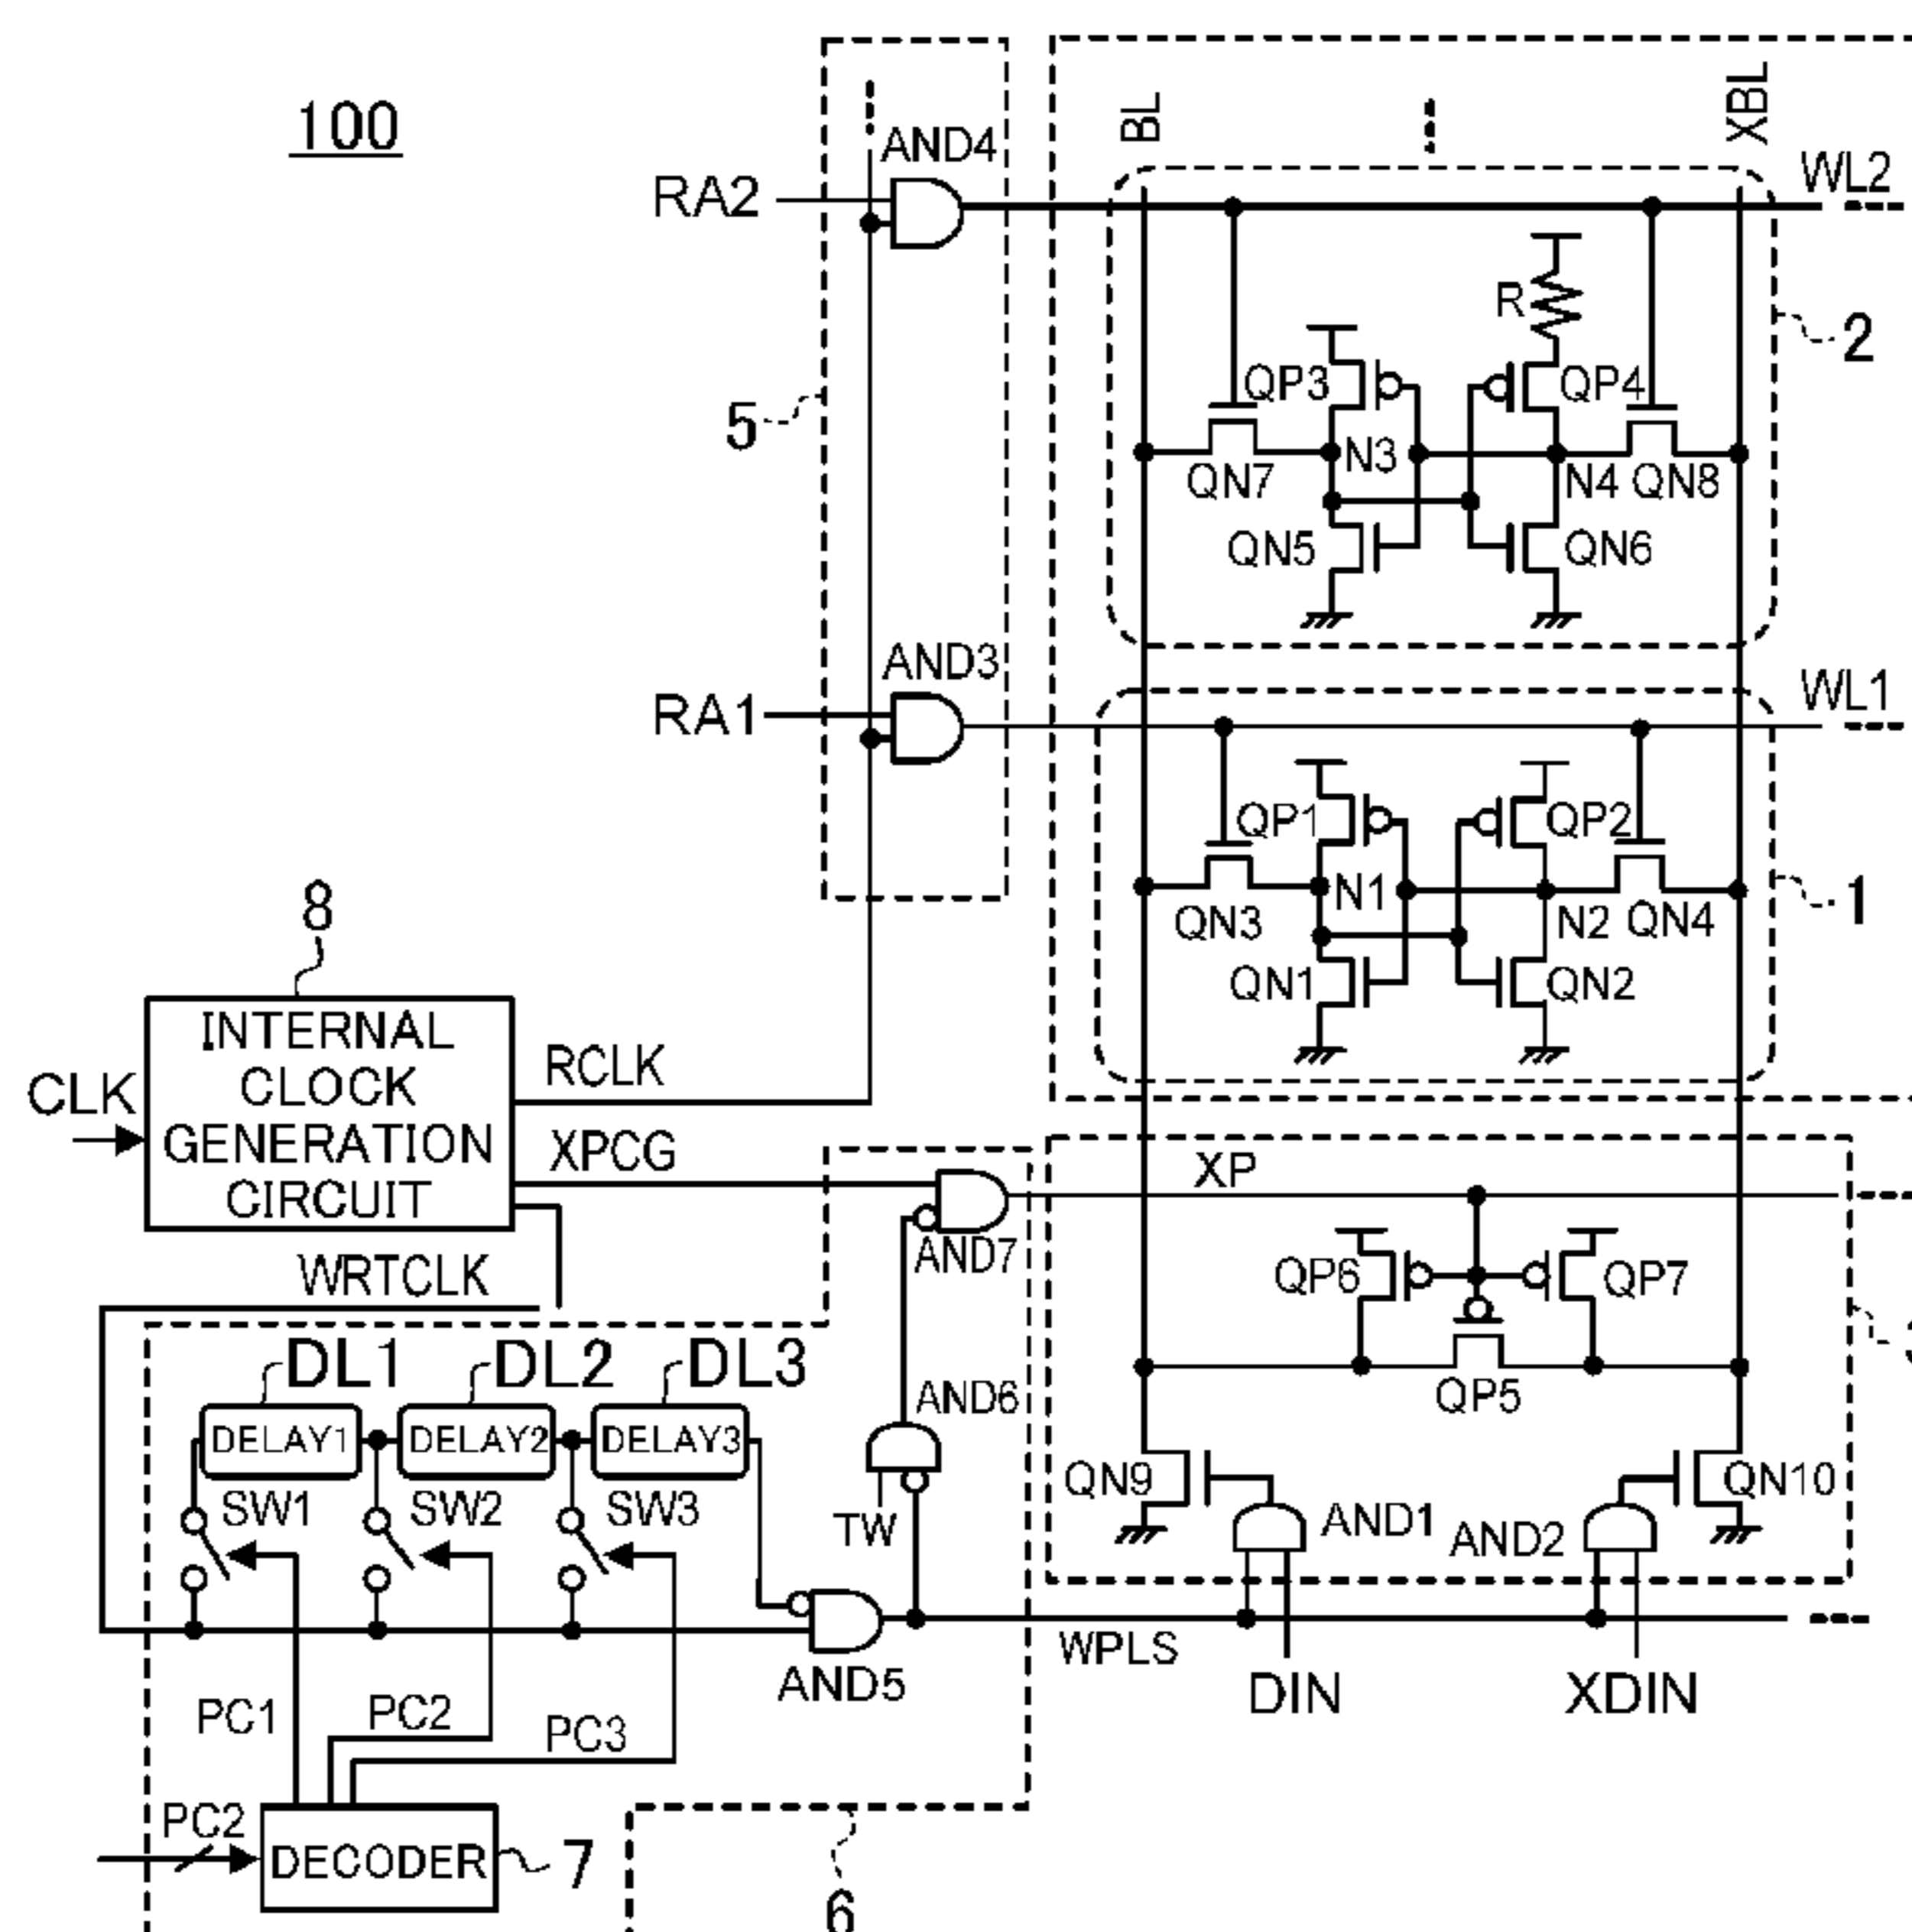 100
BL
XBL
AND4
RA2
WL2
R
2
QP3
QP4
5
N3
N4
QN7
QN8
QN5
QN6
AND3
RA1
WL1
QP1
QP2
8
N1
1
QN3
N2
QN4
QN1
QN2
INTERNAL
CLOCK
GENERATION
CIRCUIT
CLK
RCLK
XPCG
XP
AND7
WRTCLK
QP6
QP7
DL1
DL2
DL3
AND6
QP5
DELAY1
DELAY2
DELAY3
QN9
QN10
SW1
SW2
SW3
TW
AND1
AND2
WPLS
AND5
DIN
XDIN
PC1
PC2
PC3
PC2
DECODER
7
6